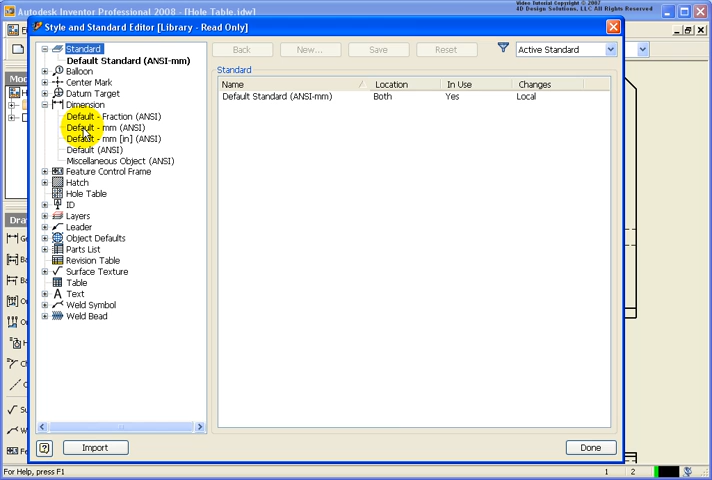 Video Tutorial Copyright © 2007
Autodesk Inventor Professional 2008 - [Hole Table.idw]
4D Design Solutions, LLC All Rights Reserved
Style and Standard Editor [Library - Read Only]
Back
New...
Save
Reset
Active Standard
Standard
Default Standard (ANSI-mm)
Balloon
Center Mark
Datum Target
Dimension
Default - Fraction (ANSI)
Default - mm (ANSI)
Default - mm [in] (ANSI)
Default (ANSI)
Miscellaneous Object (ANSI)
Feature Control Frame
Hatch
Hole Table
ID
Layers
Leader
Object Defaults
Parts List
Revision Table
Surface Texture
Table
Text
Weld Symbol
Weld Bead
Standard
Name Location In Use Changes
Default Standard (ANSI-mm) Both Yes Local
Import
Done
For Help, press F1
1 2